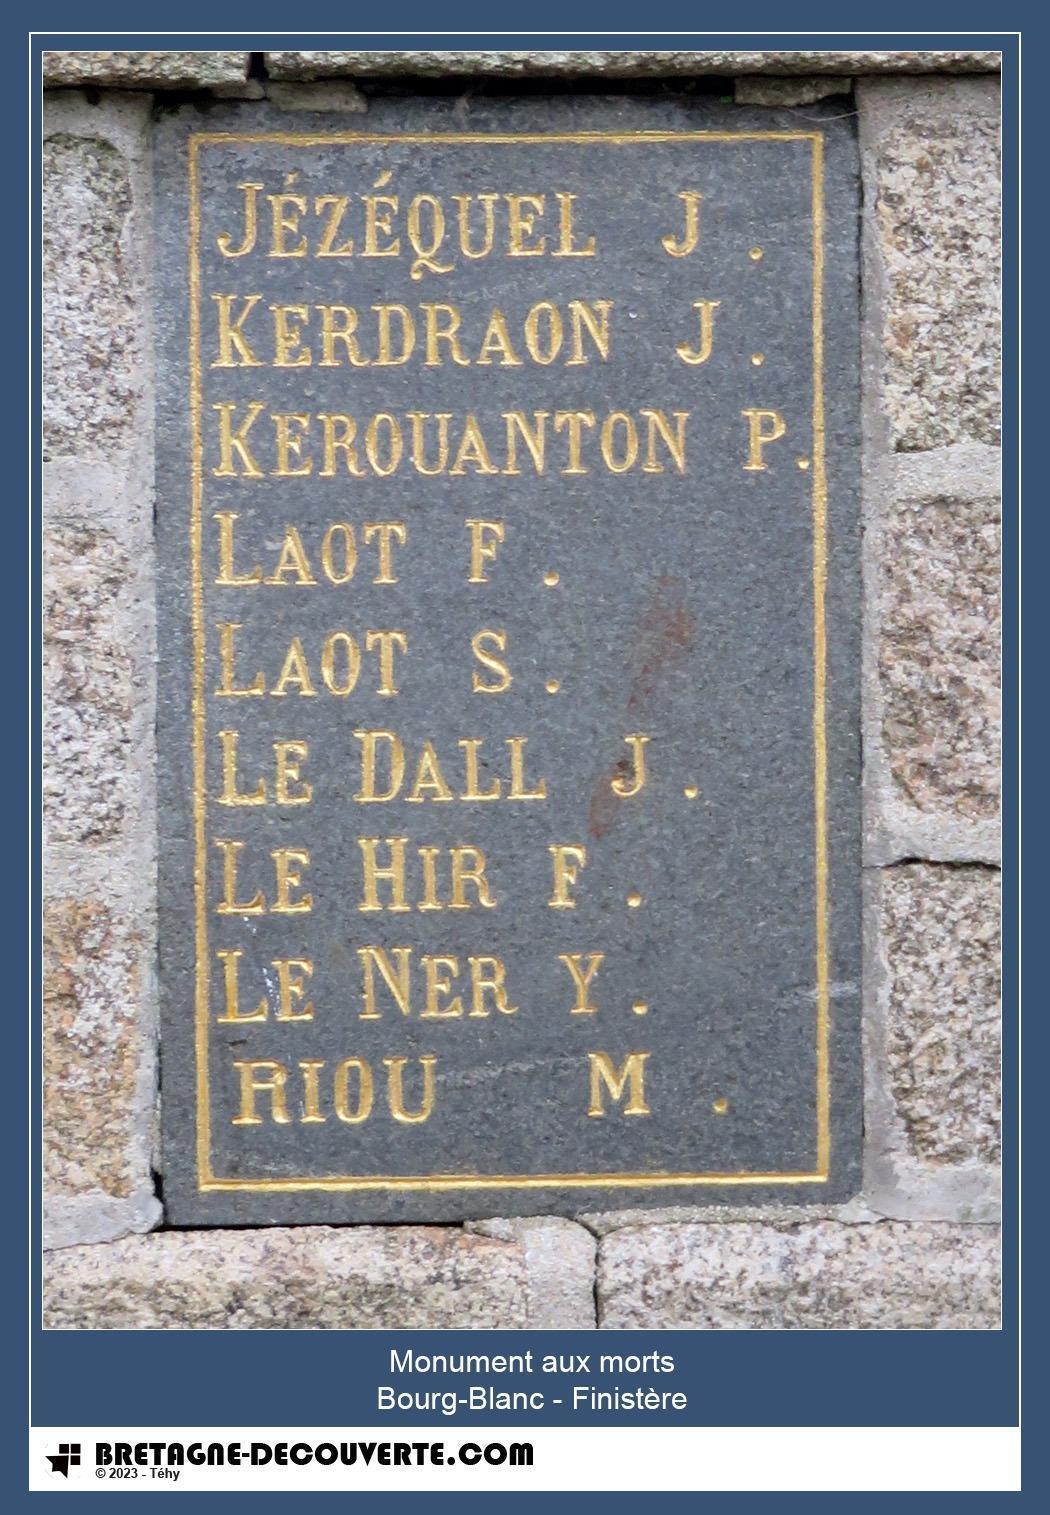 JÉZÉQUEL J.
KERDRAON J.
KEROUANTON P.
LAOT F.
LAOT S.
LE DALL J.
LE HIR F.
LE NER Y.
RIOU M.
Monument aux morts
Bourg-Blanc - Finistère
BRETAGNE-DECOUVERTE.COM
© 2023 - Téhy